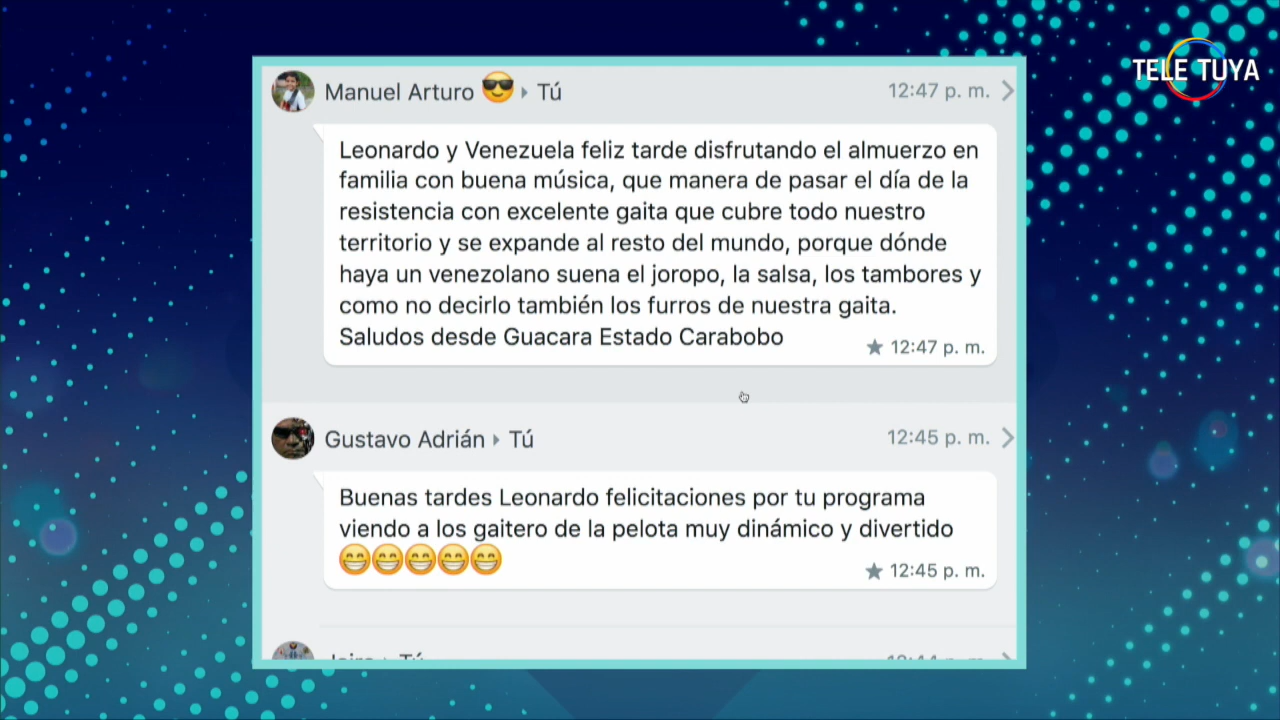 TELE TUYA
Manuel Arturo 😎 ▸ Tú 12:47 p. m.
Leonardo y Venezuela feliz tarde disfrutando el almuerzo en
familia con buena música, que manera de pasar el día de la
resistencia con excelente gaita que cubre todo nuestro
territorio y se expande al resto del mundo, porque dónde
haya un venezolano suena el joropo, la salsa, los tambores y
como no decirlo también los furros de nuestra gaita.
Saludos desde Guacara Estado Carabobo
★ 12:47 p. m.
Gustavo Adrián ▸ Tú 12:45 p. m.
Buenas tardes Leonardo felicitaciones por tu programa
viendo a los gaitero de la pelota muy dinámico y divertido
😁😁😁😁😁
★ 12:45 p. m.
Tú